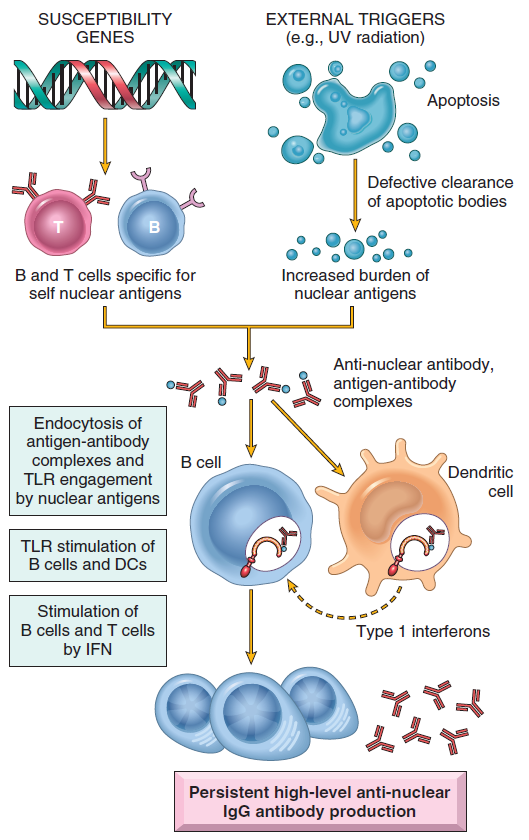 SUSCEPTIBILITY
GENES
EXTERNAL TRIGGERS
(e.g., UV radiation)
Apoptosis
Defective clearance
of apoptotic bodies
T
B
B and T cells specific for
self nuclear antigens
Increased burden of
nuclear antigens
Anti-nuclear antibody,
antigen-antibody
complexes
Endocytosis of
antigen-antibody
complexes and
TLR engagement
by nuclear antigens
B cell
Dendritic
cell
TLR stimulation of
B cells and DCs
Stimulation of
B cells and T cells
by IFN
Type 1 interferons
Persistent high-level anti-nuclear
IgG antibody production